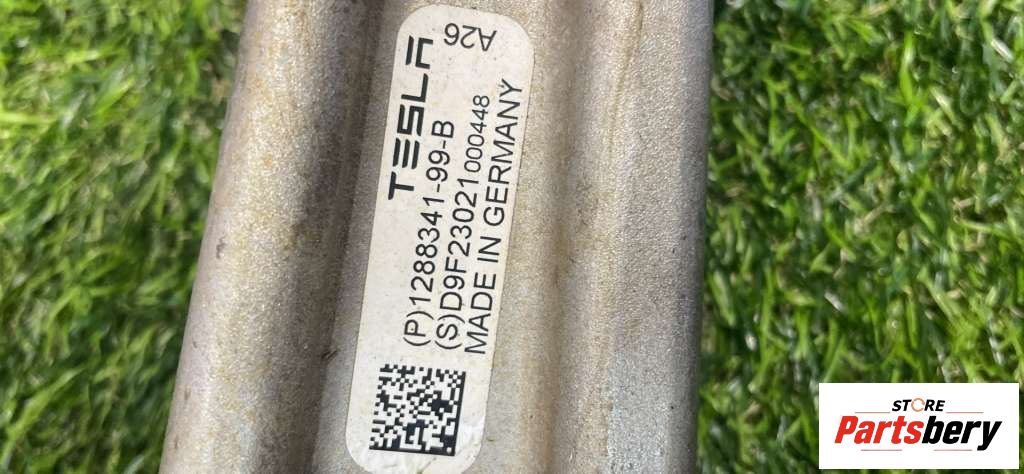 A26
TESLA
(P)1288341-99-B
(S)D9F23021000448
MADE IN GERMANY
STORE
Partsbery